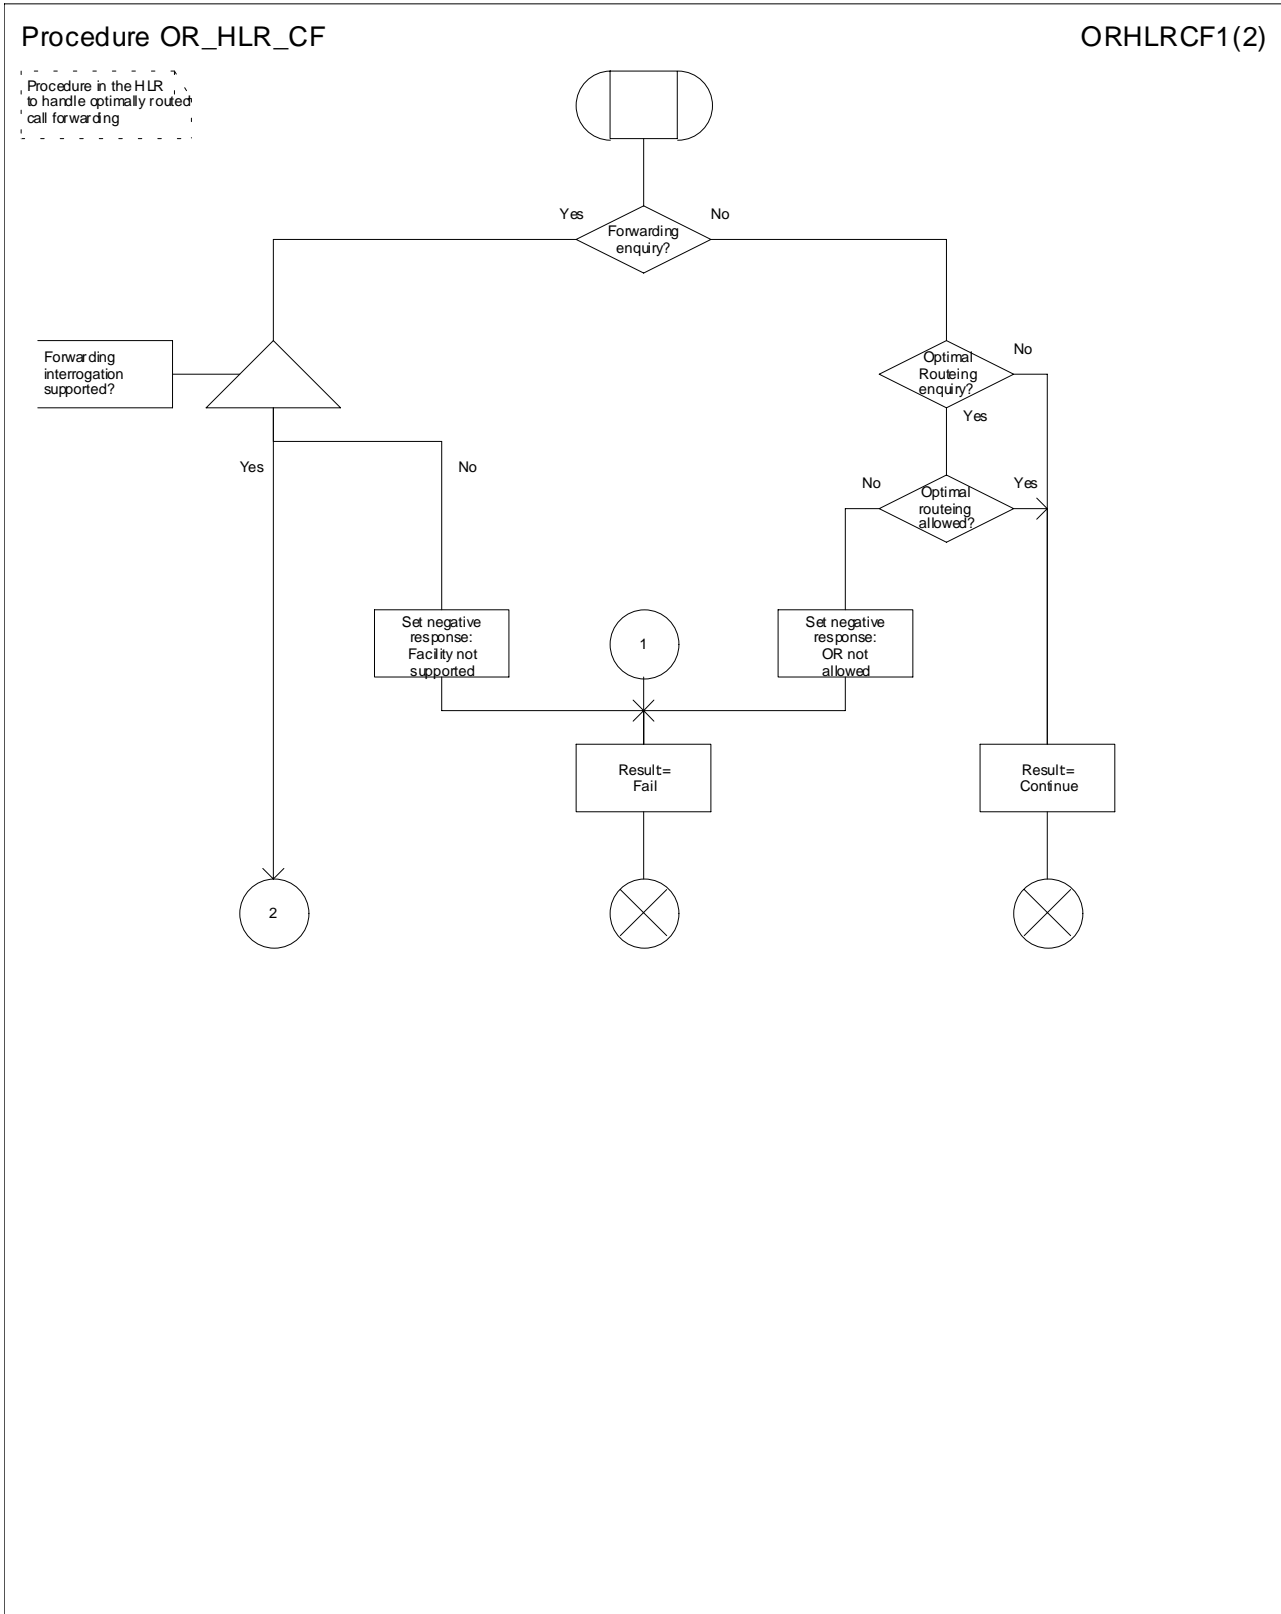 Procedure OR_HLR_CF
ORHLRCF1(2)
Procedure in the HLR
to handle optimally routed
call forwarding
Yes
No
Forwarding
enquiry?
Forwarding
interrogation
supported?
Optimal
Routeing
enquiry?
No
Yes
Yes
No
No
Yes
Optimal
routeing
allowed?
Set negative
response:
Facility not
supported
1
Set negative
response:
OR not
allowed
Result=
Fail
Result=
Continue
2